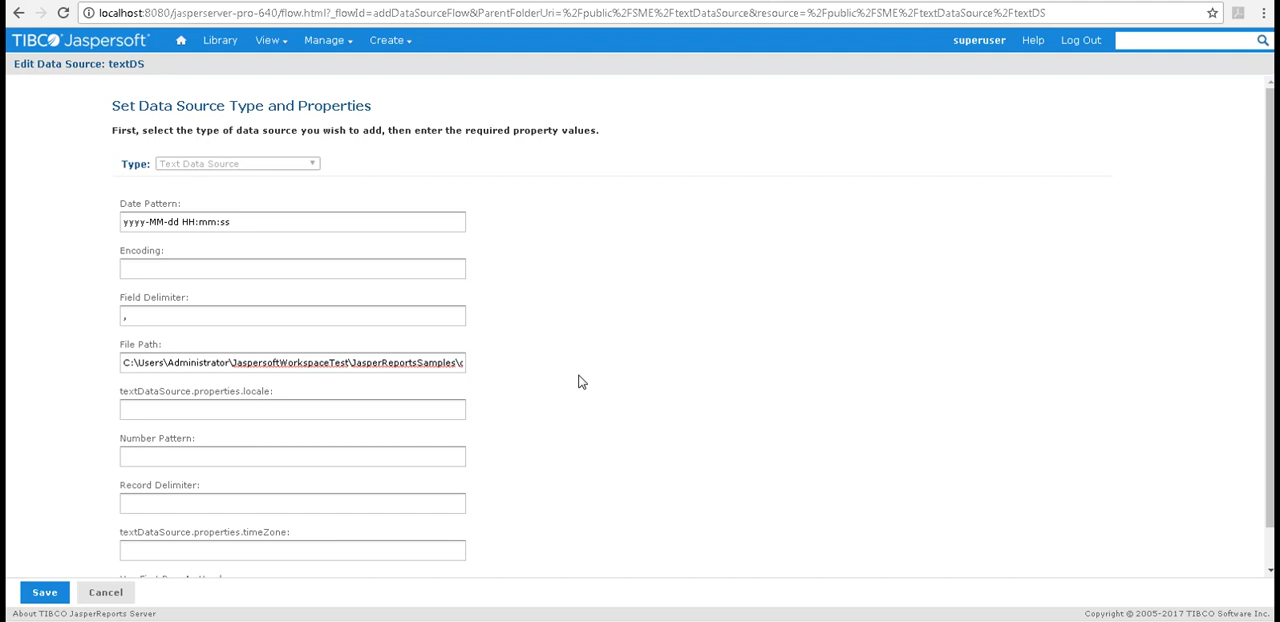 localhost:8080/jasperserver-pro-640/flow.html?_flowId=addDataSourceFlow&ParentFolderUri=%2Fpublic%2FSME%2FtextDataSource&resource=%2Fpublic%2FSME%2FtextDataSource%2FtextDS
TIBCO Jaspersoft® Library View Manage Create superuser Help Log Out
Edit Data Source: textDS
Set Data Source Type and Properties
First, select the type of data source you wish to add, then enter the required property values.
Type: Text Data Source
Date Pattern:
yyyy-MM-dd HH:mm:ss
Encoding:
Field Delimiter:
,
File Path:
C:\Users\Administrator\JaspersoftWorkspaceTest\JasperReportsSamples\
textDataSource.properties.locale:
Number Pattern:
Record Delimiter:
textDataSource.properties.timeZone:
Save Cancel
About TIBCO JasperReports Server Copyright © 2005-2017 TIBCO Software Inc.